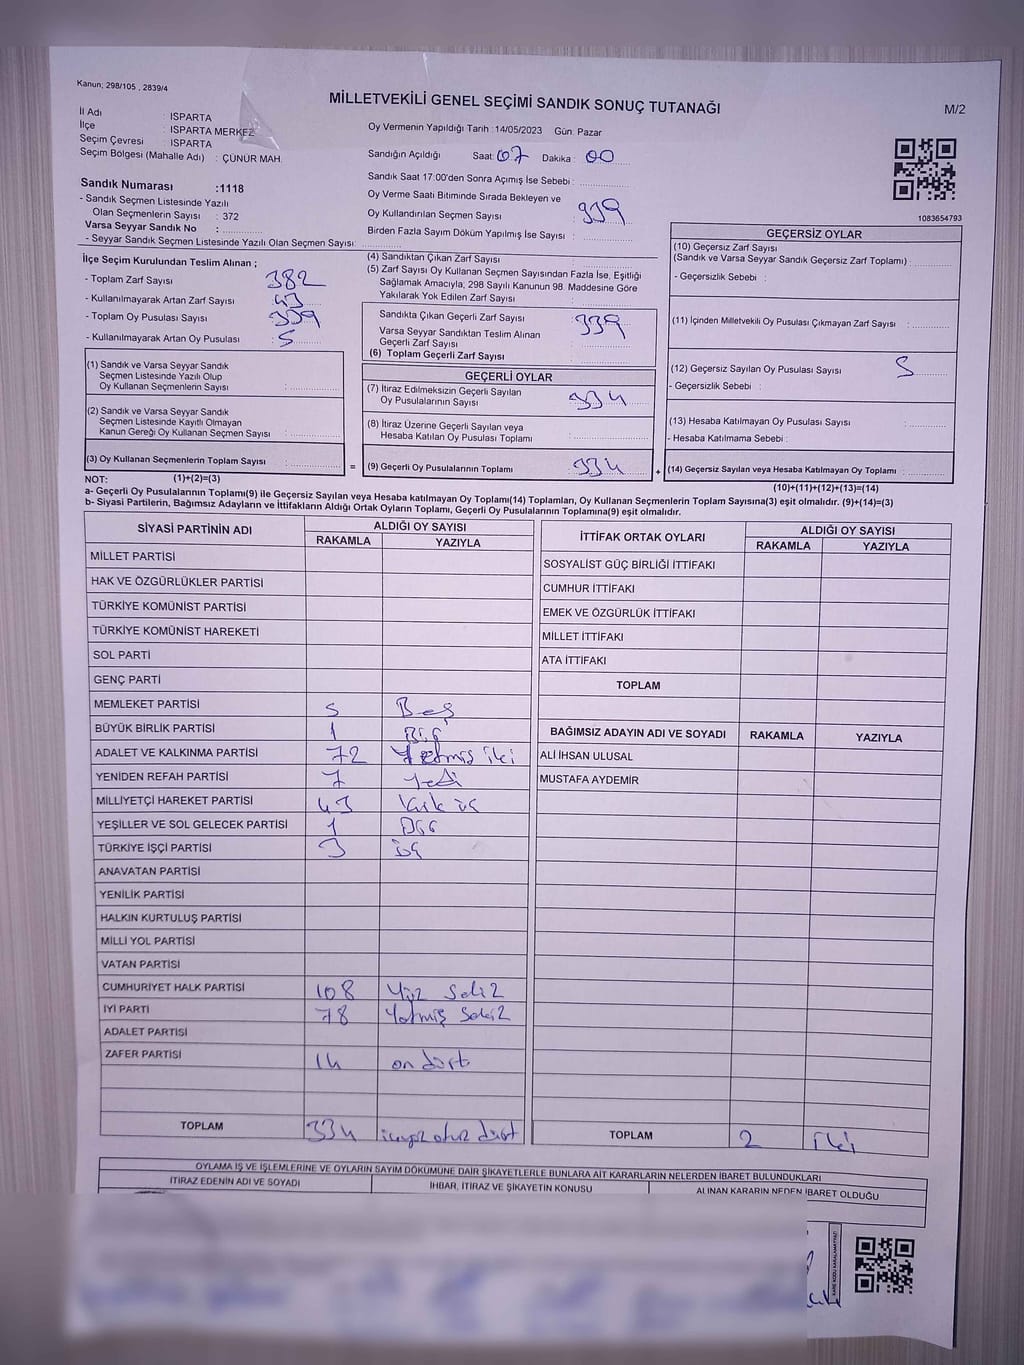 Kanun; 298/105 , 2839/4
MİLLETVEKİLİ GENEL SEÇİMİ SANDIK SONUÇ TUTANAĞI
M/2
İl Adı : ISPARTA
İlçe : ISPARTA MERKEZ
Seçim Çevresi : ISPARTA
Seçim Bölgesi (Mahalle Adı) : ÇÜNÜR MAH.
Sandık Numarası :1118
- Sandık Seçmen Listesinde Yazılı
Olan Seçmenlerin Sayısı : 372
Varsa Seyyar Sandık No :
- Seyyar Sandık Seçmen Listesinde Yazılı Olan Seçmen Sayısı:
Oy Vermenin Yapıldığı Tarih :14/05/2023 Gün: Pazar
Sandığın Açıldığı Saat: 07 Dakika : 00
Sandık Saat 17:00'den Sonra Açımış İse Sebebi :
Oy Verme Saati Bitiminde Sırada Bekleyen ve
Oy Kullandırılan Seçmen Sayısı : 339
Birden Fazla Sayım Döküm Yapılmış İse Sayısı :
1083654793
İlçe Seçim Kurulundan Teslim Alınan ;
- Toplam Zarf Sayısı : 382
- Kullanılmayarak Artan Zarf Sayısı : 43
- Toplam Oy Pusulası Sayısı : 339
- Kullanılmayarak Artan Oy Pusulası : 5
(4) Sandıktan Çıkan Zarf Sayısı :
(5) Zarf Sayısı Oy Kullanan Seçmen Sayısından Fazla İse, Eşitliği
Sağlamak Amacıyla, 298 Sayılı Kanunun 98. Maddesine Göre
Yakılarak Yok Edilen Zarf Sayısı :
Sandıkta Çıkan Geçerli Zarf Sayısı : 339
Varsa Seyyar Sandıktan Teslim Alınan
Geçerli Zarf Sayısı :
(6) Toplam Geçerli Zarf Sayısı :
GEÇERSİZ OYLAR
(10) Geçersiz Zarf Sayısı
(Sandık ve Varsa Seyyar Sandık Geçersiz Zarf Toplamı) :
- Geçersizlik Sebebi :
(11) İçinden Milletvekili Oy Pusulası Çıkmayan Zarf Sayısı :
(12) Geçersiz Sayılan Oy Pusulası Sayısı : 5
- Geçersizlik Sebebi :
(13) Hesaba Katılmayan Oy Pusulası Sayısı :
- Hesaba Katılmama Sebebi :
(14) Geçersiz Sayılan veya Hesaba Katılmayan Oy Toplamı :
(10)+(11)+(12)+(13)=(14)
(1) Sandık ve Varsa Seyyar Sandık
Seçmen Listesinde Yazılı Olup
Oy Kullanan Seçmenlerin Sayısı :
(2) Sandık ve Varsa Seyyar Sandık
Seçmen Listesinde Kayıtlı Olmayan
Kanun Gereği Oy Kullanan Seçmen Sayısı :
(3) Oy Kullanan Seçmenlerin Toplam Sayısı :
(1)+(2)=(3)
GEÇERLİ OYLAR
(7) İtiraz Edilmeksizin Geçerli Sayılan
Oy Pusulalarının Sayısı : 334
(8) İtiraz Üzerine Geçerli Sayılan veya
Hesaba Katılan Oy Pusulası Toplamı :
= (9) Geçerli Oy Pusulalarının Toplamı : 334 +
NOT:
a- Geçerli Oy Pusulalarının Toplamı(9) ile Geçersiz Sayılan veya Hesaba katılmayan Oy Toplamı(14) Toplamları, Oy Kullanan Seçmenlerin Toplam Sayısına(3) eşit olmalıdır. (9)+(14)=(3)
b- Siyasi Partilerin, Bağımsız Adayların ve İttifakların Aldığı Ortak Oyların Toplamı, Geçerli Oy Pusulalarının Toplamına(9) eşit olmalıdır.
SİYASİ PARTİNİN ADI ALDIĞI OY SAYISI
RAKAMLA YAZIYLA
MİLLET PARTİSİ
HAK VE ÖZGÜRLÜKLER PARTİSİ
TÜRKİYE KOMÜNİST PARTİSİ
TÜRKİYE KOMÜNİST HAREKETİ
SOL PARTİ
GENÇ PARTİ
MEMLEKET PARTİSİ 5 Beş
BÜYÜK BİRLİK PARTİSİ 1 Bir
ADALET VE KALKINMA PARTİSİ 72 Yetmiş iki
YENİDEN REFAH PARTİSİ 7 Yedi
MİLLİYETÇİ HAREKET PARTİSİ 43 Kırk üç
YEŞİLLER VE SOL GELECEK PARTİSİ 1 Bir
TÜRKİYE İŞÇİ PARTİSİ 3 üç
ANAVATAN PARTİSİ
YENİLİK PARTİSİ
HALKIN KURTULUŞ PARTİSİ
MİLLİ YOL PARTİSİ
VATAN PARTİSİ
CUMHURİYET HALK PARTİSİ 108 Yüz Sekiz
İYİ PARTİ 78 Yetmiş Sekiz
ADALET PARTİSİ
ZAFER PARTİSİ 14 on dört
TOPLAM 334 üçyüz otuz dört
İTTİFAK ORTAK OYLARI ALDIĞI OY SAYISI
RAKAMLA YAZIYLA
SOSYALİST GÜÇ BİRLİĞİ İTTİFAKI
CUMHUR İTTİFAKI
EMEK VE ÖZGÜRLÜK İTTİFAKI
MİLLET İTTİFAKI
ATA İTTİFAKI
TOPLAM
BAĞIMSIZ ADAYIN ADI VE SOYADI RAKAMLA YAZIYLA
ALİ İHSAN ULUSAL
MUSTAFA AYDEMİR
TOPLAM 2 iki
OYLAMA İŞ VE İŞLEMLERİNE VE OYLARIN SAYIM DÖKÜMÜNE DAİR ŞİKAYETLERLE BUNLARA AİT KARARLARIN NELERDEN İBARET BULUNDUKLARI
İTİRAZ EDENİN ADI VE SOYADI İHBAR, İTİRAZ VE ŞİKAYETİN KONUSU ALINAN KARARIN NEDEN İBARET OLDUĞU